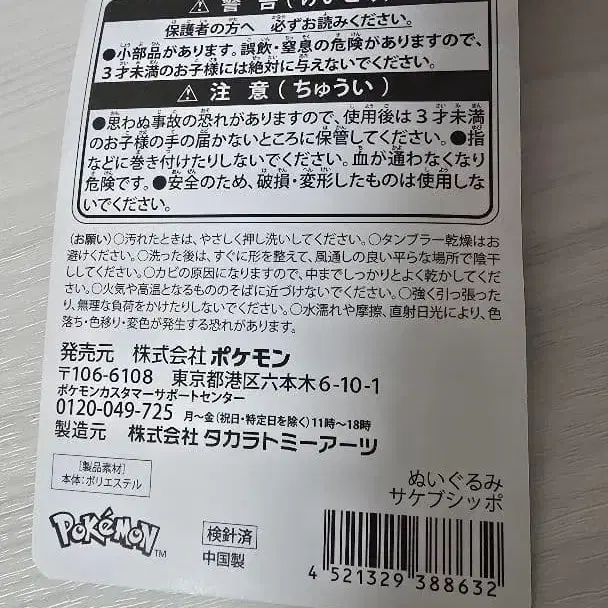 ⚠ 警 告 (けいこく)
保護者の方へ 必ずお読みください。
●小部品があります。誤飲・窒息の危険がありますので、
3才未満のお子様には絶対に与えないでください。
⚠ 注 意 (ちゅうい)
●思わぬ事故の恐れがありますので、使用後は3才未満
のお子様の手の届かないところに保管してください。●指
などに巻き付けたりしないでください。血が通わなくなり
危険です。●安全のため、破損・変形したものは使用しな
いでください。
(お願い)○汚れたときは、やさしく押し洗いしてください。○タンブラー乾燥はお
避けください。○洗った後は、すぐに形を整えて、風通しの良い平らな場所で陰干
ししてください。○カビの原因になりますので、中までしっかりとよく乾かしてくだ
さい。○火気や高温となるもののそばに近づけないでください。○強く引っ張った
り、無理な負荷をかけたりしないでください。○水濡れや摩擦、直射日光により、色
落ち・色移り・変色が発生する恐れがあります。
発売元 株式会社ポケモン
〒106-6108 東京都港区六本木6-10-1
ポケモンカスタマーサポートセンター
0120-049-725 月〜金(祝日・特定日を除く)11時〜18時
製造元 株式会社 タカラトミーアーツ
[製品素材]
本体:ポリエステル
ぬいぐるみ
サケブシッポ
POKÉMON™
検針済
中国製
4 521329 388632